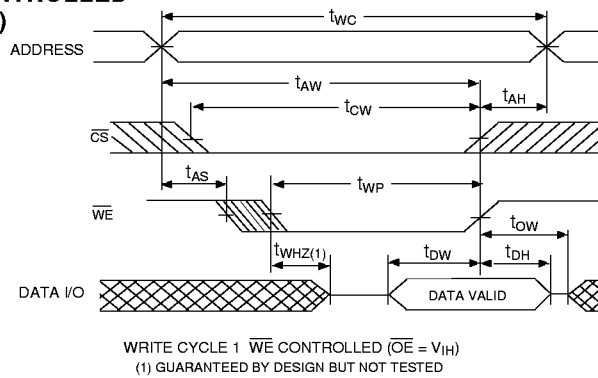 )
ADDRESS
tWC
tAW
tCW
tAH
CS
tAS
tWP
WE
tOW
tWHZ(1)
tDW
tDH
DATA I/O
DATA VALID
WRITE CYCLE 1 WE CONTROLLED (OE = VIH)
(1) GUARANTEED BY DESIGN BUT NOT TESTED